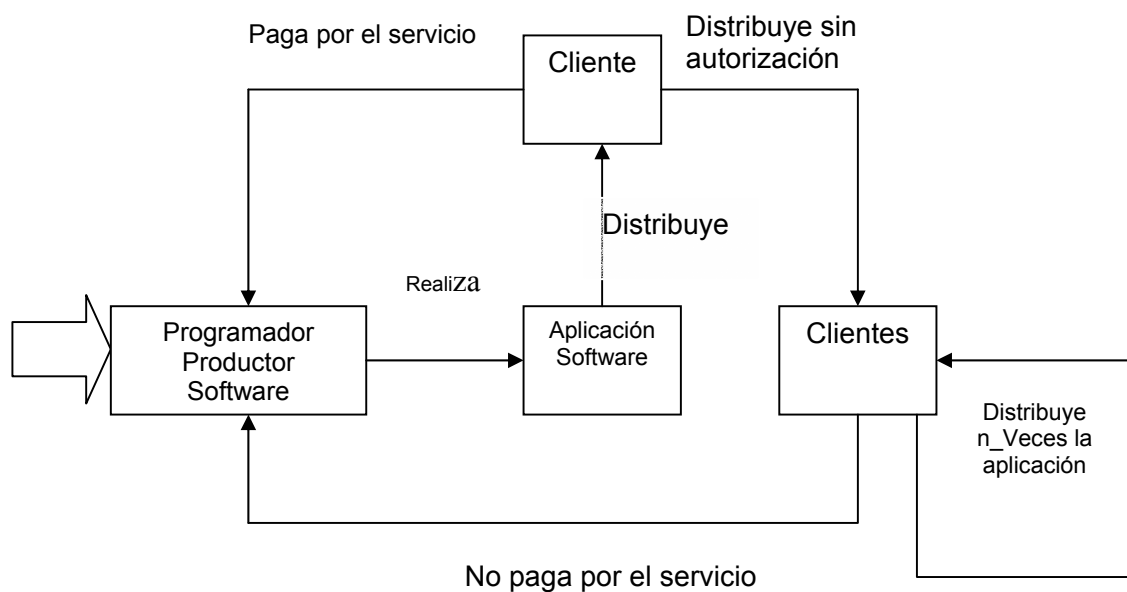 Paga por el servicio
Distribuye sin
autorización
Cliente
Distribuye
Realiza
Programador
Productor
Software
Aplicación
Software
Clientes
Distribuye
n_Veces la
aplicación
No paga por el servicio